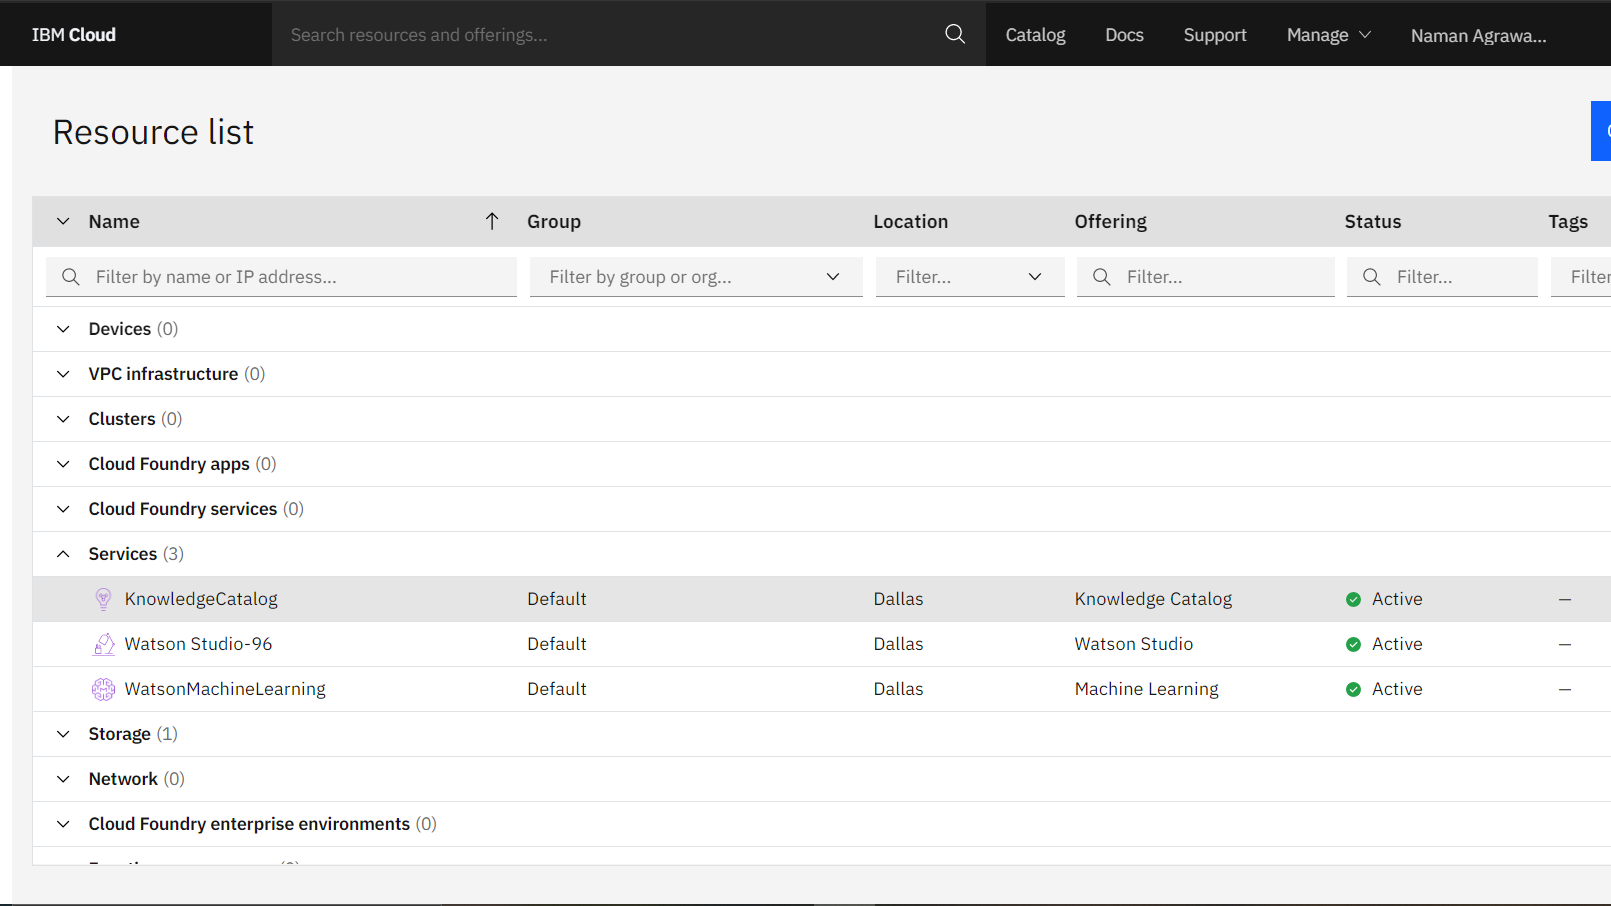 IBM Cloud Search resources and offerings... Catalog Docs Support Manage Naman Agrawa...
Resource list
Name Group Location Offering Status Tags
Filter by name or IP address... Filter by group or org... Filter... Filter... Filter... Filter
Devices (0)
VPC infrastructure (0)
Clusters (0)
Cloud Foundry apps (0)
Cloud Foundry services (0)
Services (3)
KnowledgeCatalog Default Dallas Knowledge Catalog Active –
Watson Studio-96 Default Dallas Watson Studio Active –
WatsonMachineLearning Default Dallas Machine Learning Active –
Storage (1)
Network (0)
Cloud Foundry enterprise environments (0)